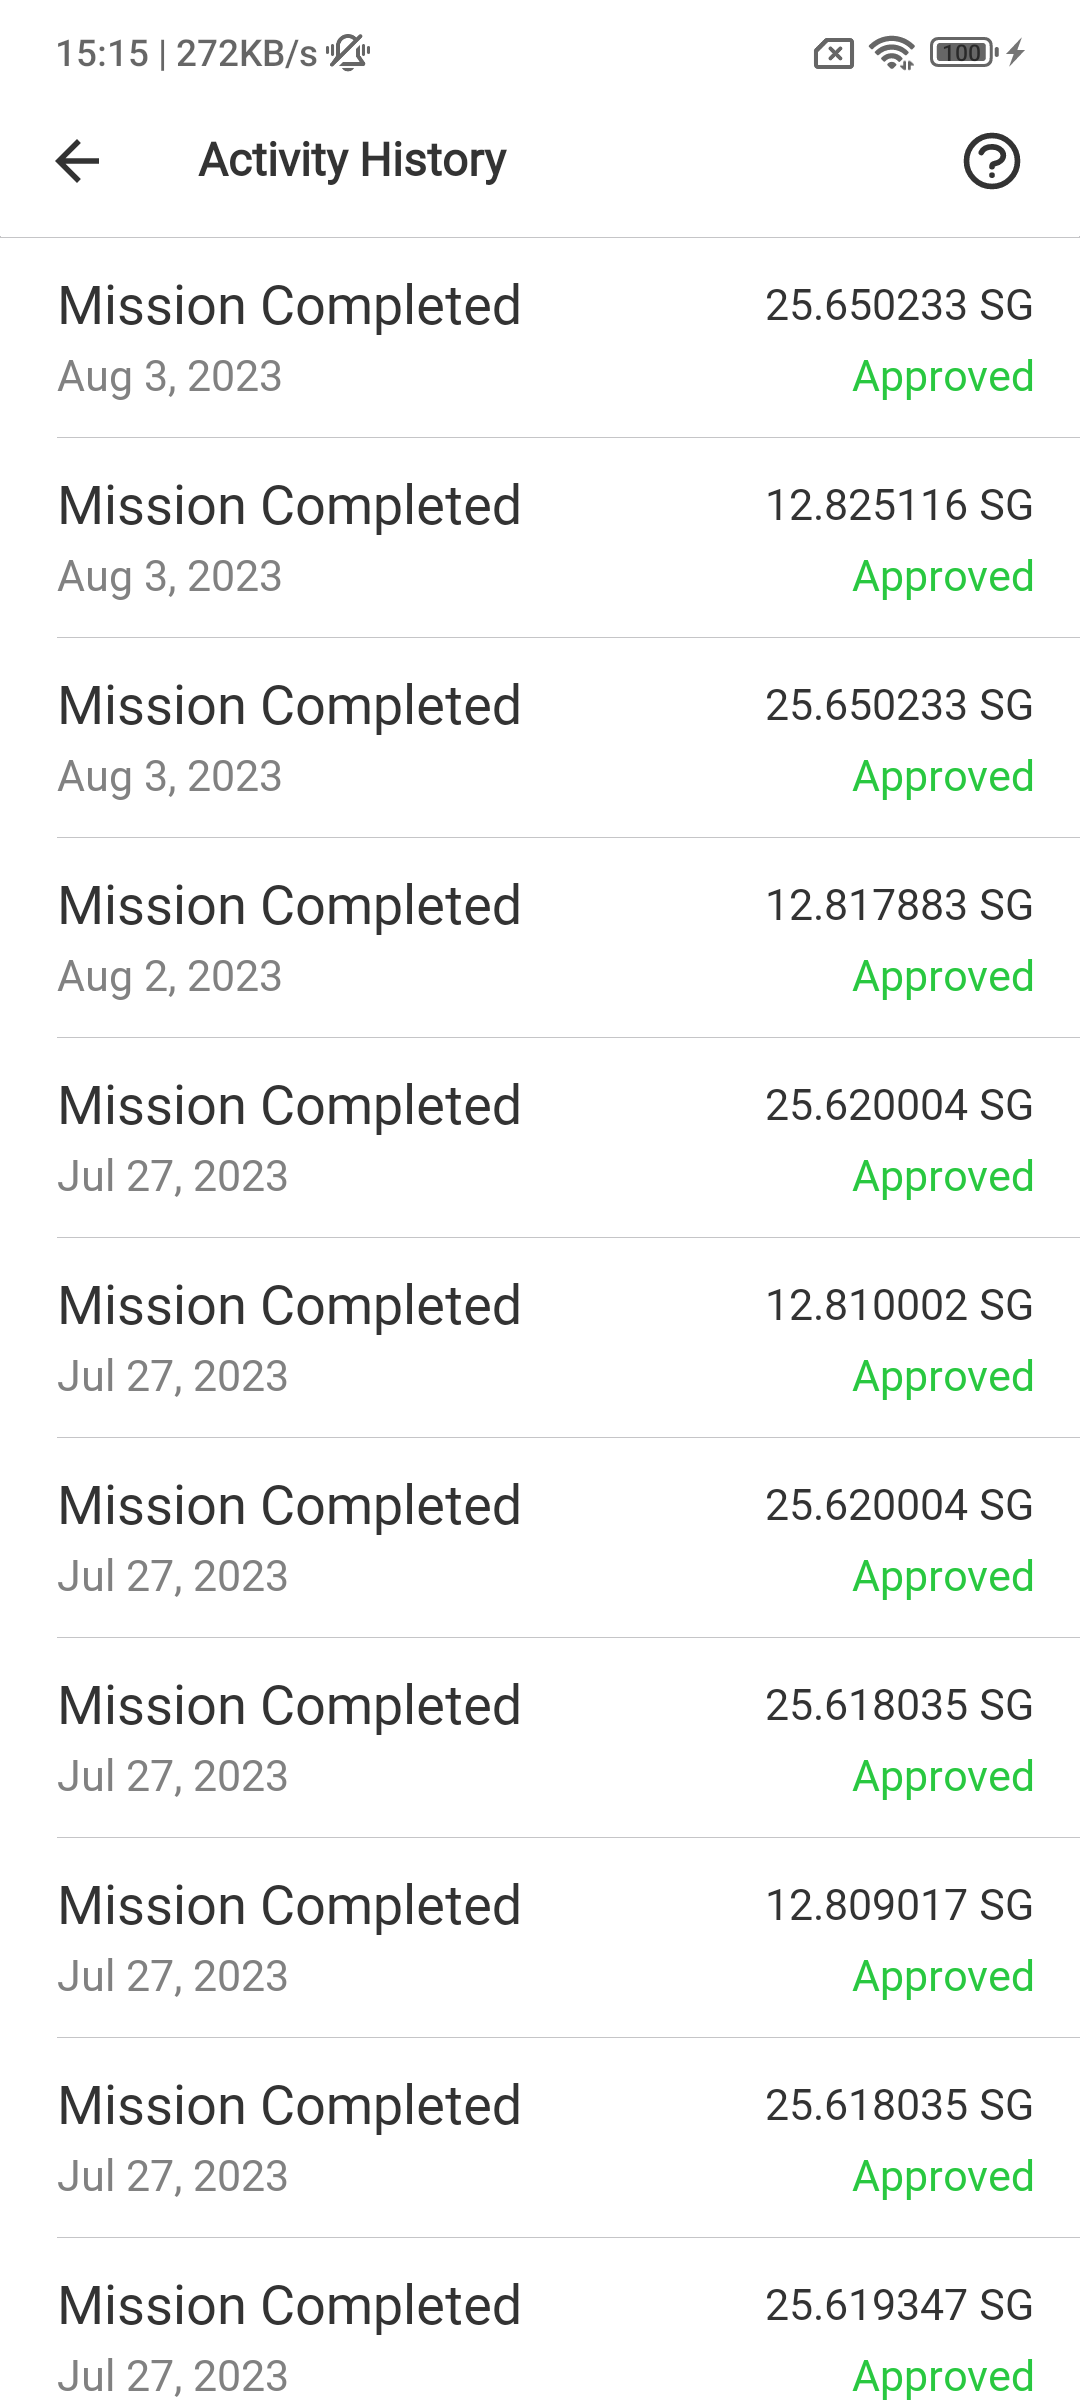 15:15 | 272KB/s 100
Activity History
Mission Completed 25.650233 SG
Aug 3, 2023 Approved
Mission Completed 12.825116 SG
Aug 3, 2023 Approved
Mission Completed 25.650233 SG
Aug 3, 2023 Approved
Mission Completed 12.817883 SG
Aug 2, 2023 Approved
Mission Completed 25.620004 SG
Jul 27, 2023 Approved
Mission Completed 12.810002 SG
Jul 27, 2023 Approved
Mission Completed 25.620004 SG
Jul 27, 2023 Approved
Mission Completed 25.618035 SG
Jul 27, 2023 Approved
Mission Completed 12.809017 SG
Jul 27, 2023 Approved
Mission Completed 25.618035 SG
Jul 27, 2023 Approved
Mission Completed 25.619347 SG
Jul 27, 2023 Approved